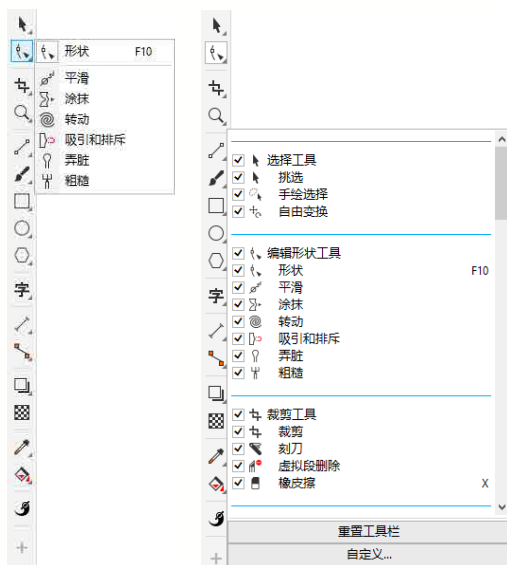 形状 F10
平滑
涂抹
转动
吸引和排斥
弄脏
粗糙
字
选择工具
挑选
手绘选择
自由变换
编辑形状工具
形状 F10
平滑
涂抹
转动
吸引和排斥
弄脏
粗糙
字
裁剪工具
裁剪
刻刀
虚拟段删除
橡皮擦 X
重置工具栏
自定义...